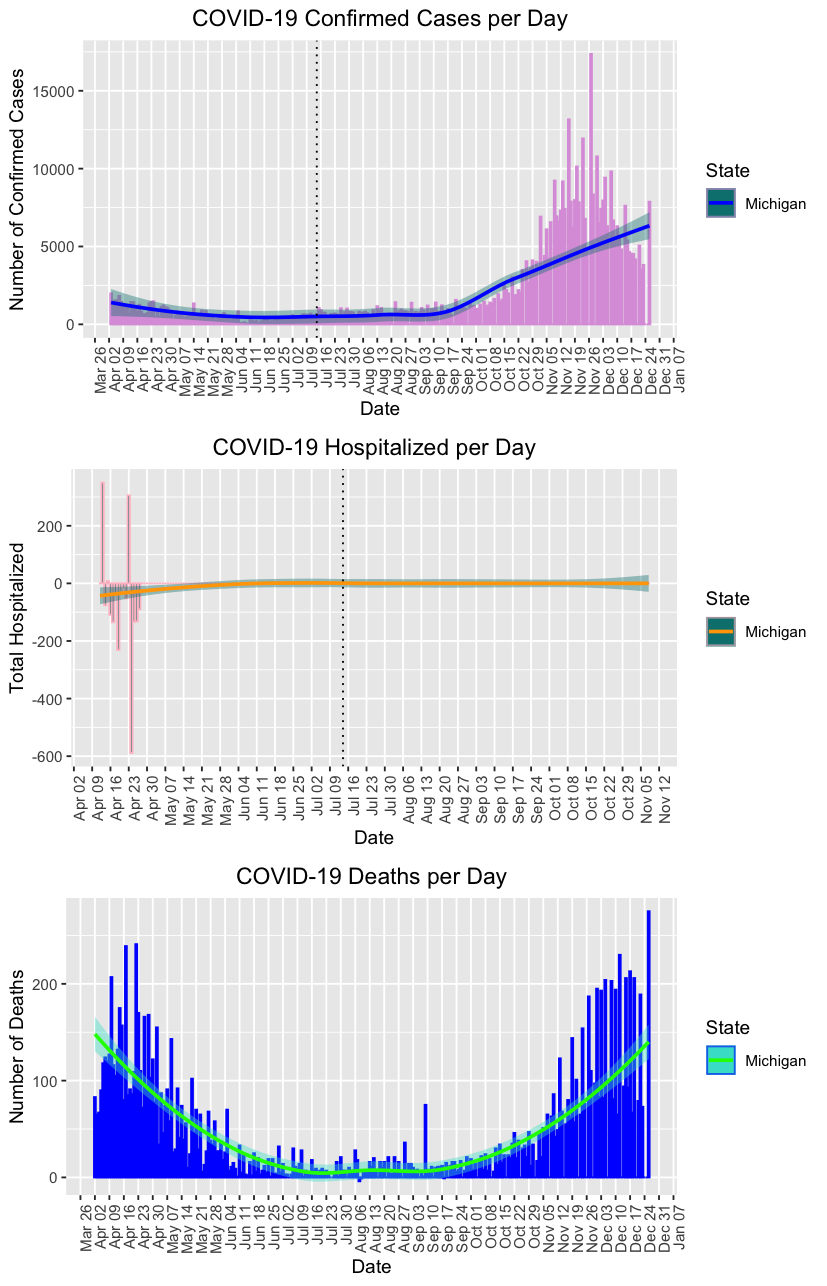 COVID-19 Confirmed Cases per Day
Number of Confirmed Cases
15000
10000
5000
0
Mar 26 Apr 02 Apr 09 Apr 16 Apr 23 Apr 30 May 07 May 14 May 21 May 28 Jun 04 Jun 11 Jun 18 Jun 25 Jul 02 Jul 09 Jul 16 Jul 23 Jul 30 Aug 06 Aug 13 Aug 20 Aug 27 Sep 03 Sep 10 Sep 17 Sep 24 Oct 01 Oct 08 Oct 15 Oct 22 Oct 29 Nov 05 Nov 12 Nov 19 Nov 26 Dec 03 Dec 10 Dec 17 Dec 24 Dec 31 Jan 07
Date
State
Michigan
COVID-19 Hospitalized per Day
Total Hospitalized
200
0
-200
-400
-600
Apr 02 Apr 09 Apr 16 Apr 23 Apr 30 May 07 May 14 May 21 May 28 Jun 04 Jun 11 Jun 18 Jun 25 Jul 02 Jul 09 Jul 16 Jul 23 Jul 30 Aug 06 Aug 13 Aug 20 Aug 27 Sep 03 Sep 10 Sep 17 Sep 24 Oct 01 Oct 08 Oct 15 Oct 22 Oct 29 Nov 05 Nov 12
Date
State
Michigan
COVID-19 Deaths per Day
Number of Deaths
200
100
0
Mar 26 Apr 02 Apr 09 Apr 16 Apr 23 Apr 30 May 07 May 14 May 21 May 28 Jun 04 Jun 11 Jun 18 Jun 25 Jul 02 Jul 09 Jul 16 Jul 23 Jul 30 Aug 06 Aug 13 Aug 20 Aug 27 Sep 03 Sep 10 Sep 17 Sep 24 Oct 01 Oct 08 Oct 15 Oct 22 Oct 29 Nov 05 Nov 12 Nov 19 Nov 26 Dec 03 Dec 10 Dec 17 Dec 24 Dec 31 Jan 07
Date
State
Michigan